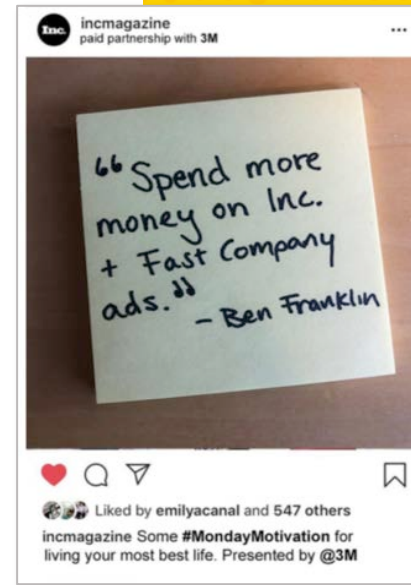 Inc.
incmagazine
paid partnership with 3M
“Spend more
money on Inc.
+ Fast Company
ads.”
- Ben Franklin
Liked by emilyacanal and 547 others
incmagazine Some #MondayMotivation for
living your most best life. Presented by @3M